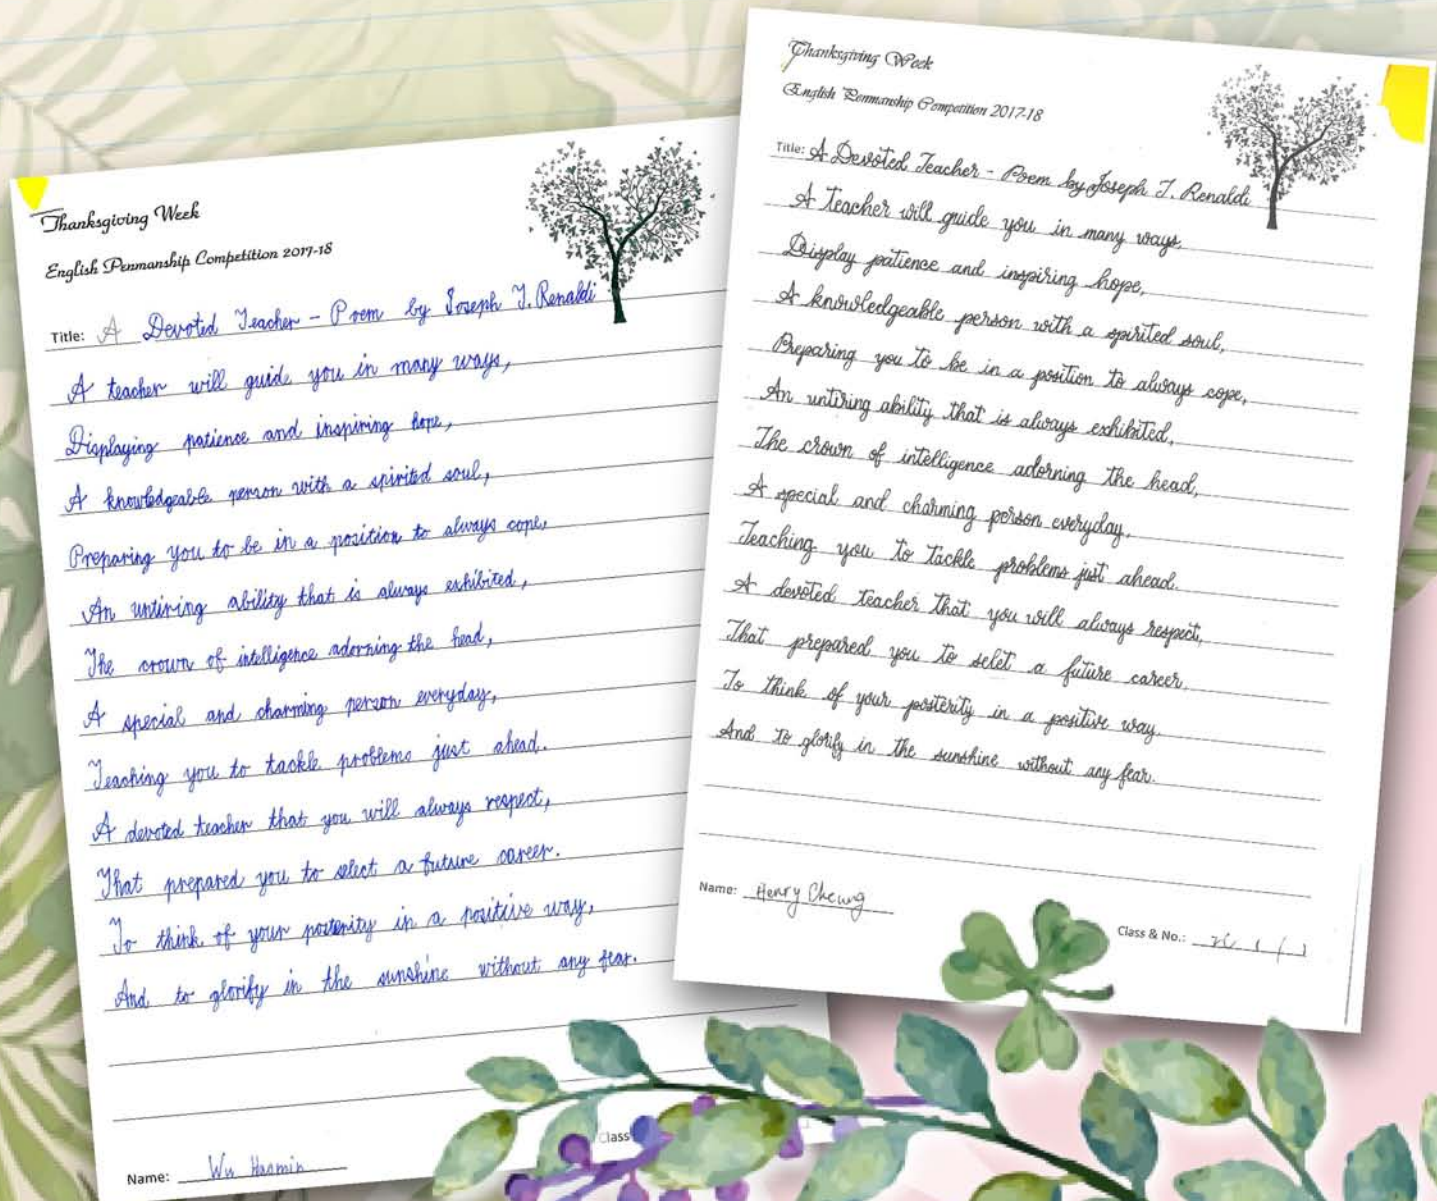 Thanksgiving Week
English Penmanship Competition 2017-18
Title: A Devoted Teacher - Poem by Joseph T. Renaldi
A teacher will guide you in many ways,
Displaying patience and inspiring hope,
A knowledgeable person with a spirited soul,
Preparing you to be in a position to always cope,
An untiring ability that is always exhibited,
The crown of intelligence adorning the head,
A special and charming person everyday,
Teaching you to tackle problems just ahead.
A devoted teacher that you will always respect,
That prepared you to select a future career.
To think of your posterity in a positive way,
And to glorify in the sunshine without any fear.
Name: Wu Haomin
Class
Thanksgiving Week
English Penmanship Competition 2017-18
Title: A Devoted Teacher - Poem by Joseph T. Renaldi
A teacher will guide you in many ways,
Display patience and inspiring hope,
A knowledgeable person with a spirited soul,
Preparing you to be in a position to always cope,
An untiring ability that is always exhibited,
The crown of intelligence adorning the head,
A special and charming person everyday,
Teaching you to tackle problems just ahead.
A devoted teacher that you will always respect,
That prepared you to selet a future career.
To think of your posterity in a positive way.
And to glorify in the sunshine without any fear.
Name: Henry Cheung
Class & No.: